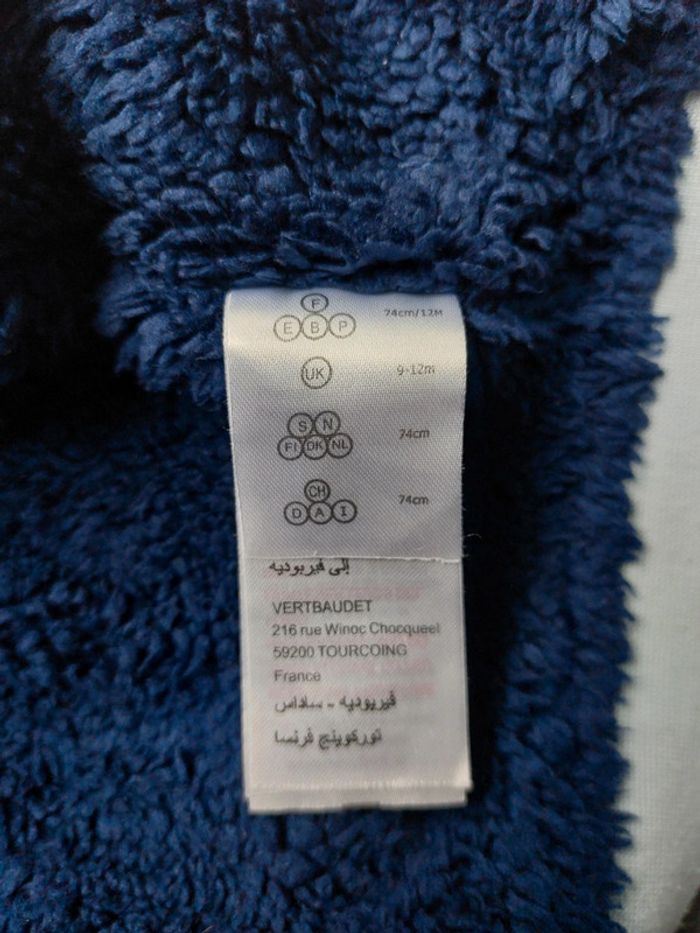 F
E B P 74cm/12M
UK 9-12m
S N
FI DK NL 74cm
CH
D A I 74cm
إلى فيربوديه
VERTBAUDET
216 rue Winoc Chocqueel
59200 TOURCOING
France
فيربوديه - ساداس
توركوينج فرنسا